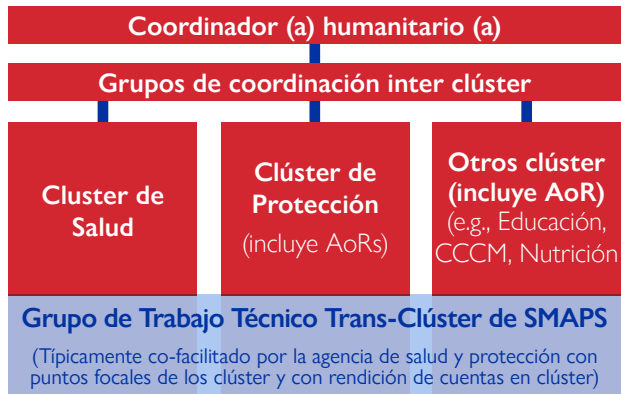 Coordinador (a) humanitario (a)
Grupos de coordinación inter clúster
Cluster de
Salud
Clúster de
Protección
(incluye AoRs)
Otros clúster
(incluye AoR)
(e.g., Educación,
CCCM, Nutrición
Grupo de Trabajo Técnico Trans-Clúster de SMAPS
(Típicamente co-facilitado por la agencia de salud y protección con
puntos focales de los clúster y con rendición de cuentas en clúster)